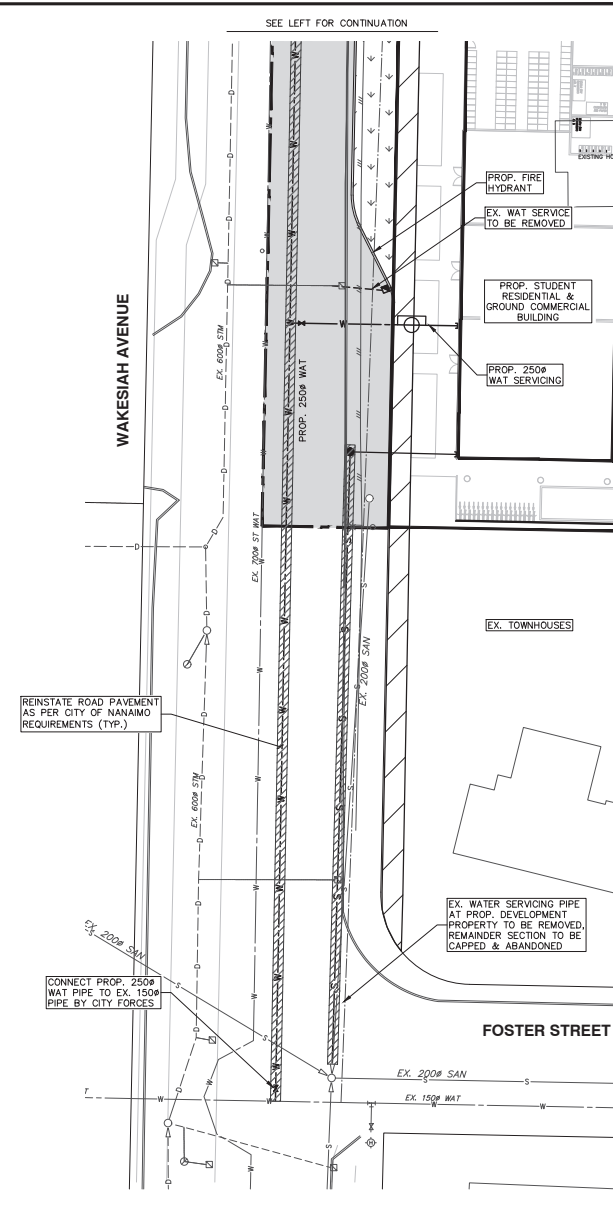 SEE LEFT FOR CONTINUATION
EXISTING HO
PROP. FIRE
HYDRANT
EX. WAT SERVICE
TO BE REMOVED
PROP. STUDENT
RESIDENTIAL &
GROUND COMMERCIAL
BUILDING
PROP. 250ø
WAT SERVICING
WAKESIAH AVENUE
EX. 600ø STM
PROP. 250ø WAT
EX. 700ø ST WAT
EX. 200ø SAN
EX. TOWNHOUSES
REINSTATE ROAD PAVEMENT
AS PER CITY OF NANAIMO
REQUIREMENTS (TYP.)
EX. 600ø STM
EX. WATER SERVICING PIPE
AT PROP. DEVELOPMENT
PROPERTY TO BE REMOVED,
REMAINDER SECTION TO BE
CAPPED & ABANDONED
EX. 200ø SAN
CONNECT PROP. 250ø
WAT PIPE TO EX. 150ø
PIPE BY CITY FORCES
FOSTER STREET
EX. 200ø SAN
EX. 150ø WAT